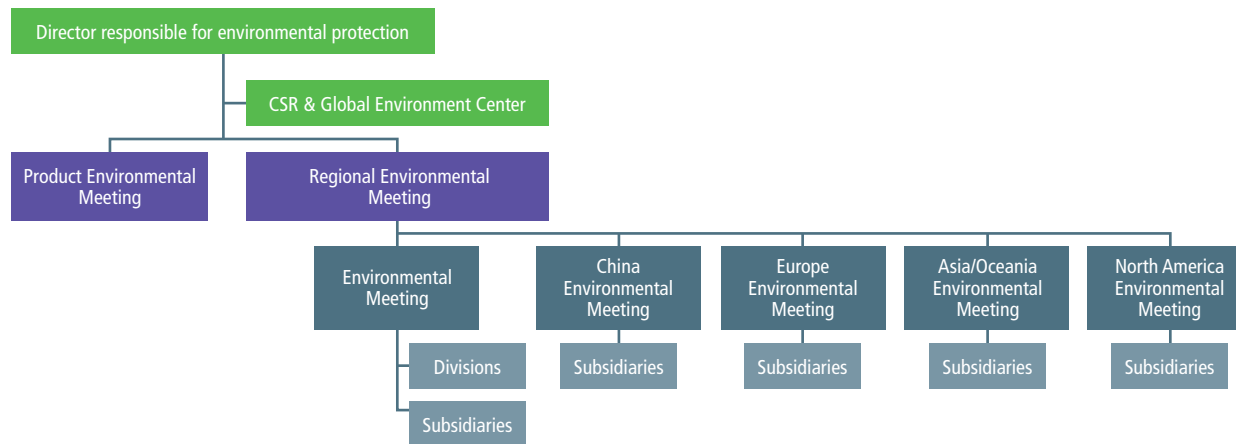 Director responsible for environmental protection
CSR & Global Environment Center
Product Environmental
Meeting
Regional Environmental
Meeting
Environmental
Meeting
China
Environmental
Meeting
Europe
Environmental
Meeting
Asia/Oceania
Environmental
Meeting
North America
Environmental
Meeting
Divisions
Subsidiaries
Subsidiaries
Subsidiaries
Subsidiaries
Subsidiaries